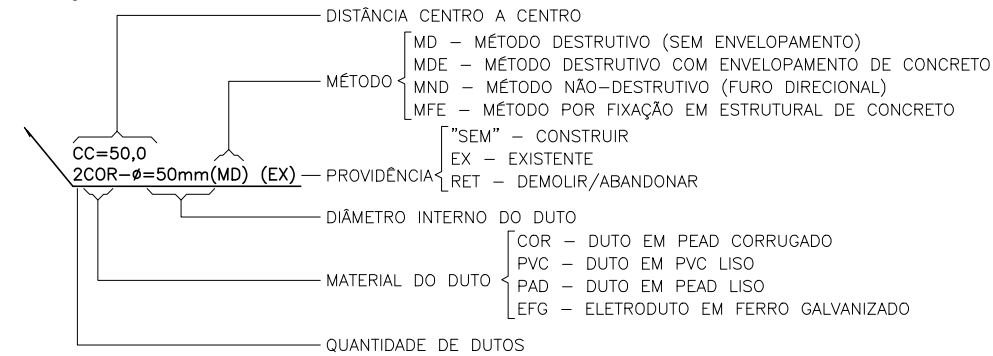 DISTÂNCIA CENTRO A CENTRO
MD – MÉTODO DESTRUTIVO (SEM ENVELOPAMENTO)
MDE – MÉTODO DESTRUTIVO COM ENVELOPAMENTO DE CONCRETO
MÉTODO
MND – MÉTODO NÃO–DESTRUTIVO (FURO DIRECIONAL)
MFE – MÉTODO POR FIXAÇÃO EM ESTRUTURAL DE CONCRETO
"SEM" – CONSTRUIR
CC=50,0
EX – EXISTENTE
2COR–ø=50mm(MD) (EX)
PROVIDÊNCIA
RET – DEMOLIR/ABANDONAR
DIÂMETRO INTERNO DO DUTO
COR – DUTO EM PEAD CORRUGADO
PVC – DUTO EM PVC LISO
MATERIAL DO DUTO
PAD – DUTO EM PEAD LISO
EFG – ELETRODUTO EM FERRO GALVANIZADO
QUANTIDADE DE DUTOS